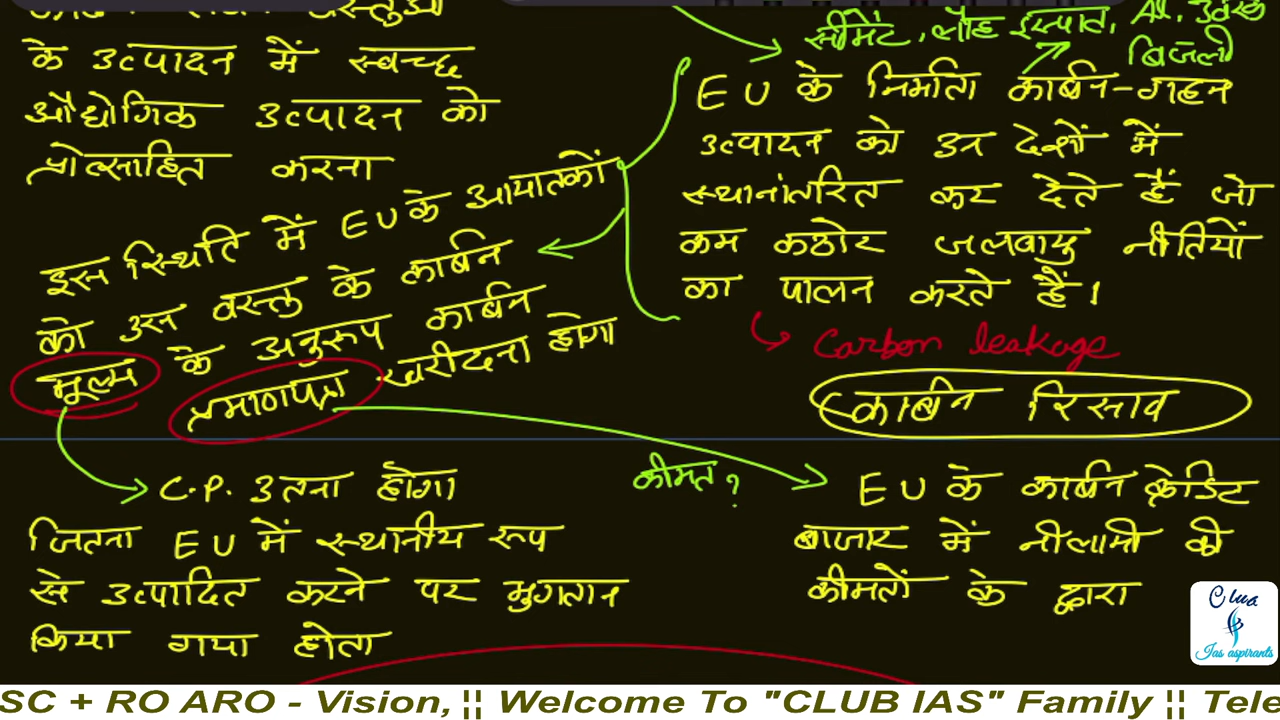 के उत्पादन में स्वच्छ
औद्योगिक उत्पादन को
प्रोत्साहित करना
इस स्थिति में EU के आयातकों
को उस वस्तु के कार्बन
मूल्य के अनुरूप कार्बन
प्रमाणपत्र खरीदना होगा
C.P. उतना होगा
जितना EU में स्थानीय रूप
से उत्पादित करने पर भुगतान
किया गया होता
सीमेंट, लौह इस्पात, Al,
बिजली
EU के निर्माता कार्बन-गहन
उत्पादन को उन देशों में
स्थानांतरित कर देते हैं जो
कम कठोर जलवायु नीतियों
का पालन करते हैं।
Carbon leakage
कार्बन रिसाव
कीमत ?
EU के कार्बन क्रेडिट
बाजार में नीलामी की
कीमतों के द्वारा
Club
Ias aspirants
SC + RO ARO - Vision, || Welcome To "CLUB IAS" Family || Tele